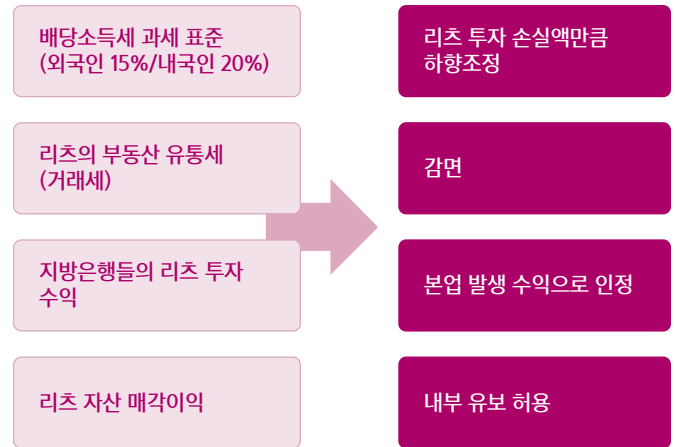 배당소득세 과세 표준
(외국인 15%/내국인 20%)
리츠 투자 손실액만큼
하향조정
리츠의 부동산 유통세
(거래세)
감면
지방은행들의 리츠 투자
수익
본업 발생 수익으로 인정
리츠 자산 매각이익
내부 유보 허용